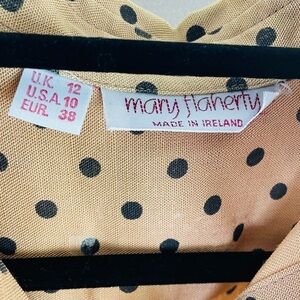 U.K. 12
U.S.A. 10
EUR. 38
mary flaherty
MADE IN IRELAND